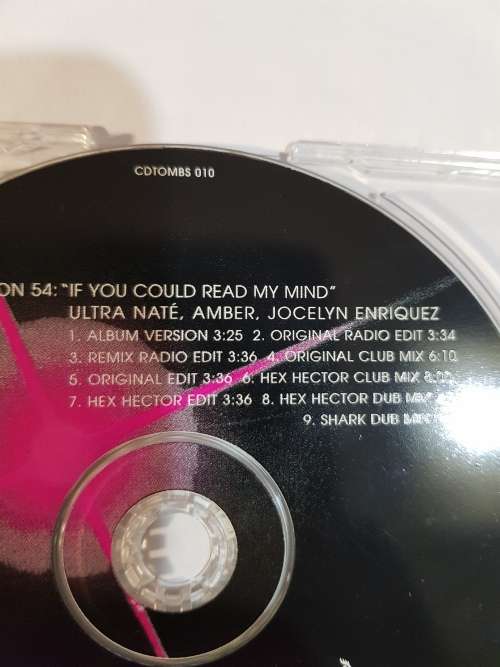 CDTOMBS 010
ON 54: "IF YOU COULD READ MY MIND"
ULTRA NATÉ, AMBER, JOCELYN ENRIQUEZ
1. ALBUM VERSION 3:25 2. ORIGINAL RADIO EDIT 3:34
3. REMIX RADIO EDIT 3:36 4. ORIGINAL CLUB MIX 6:10
5. ORIGINAL EDIT 3:36 6. HEX HECTOR CLUB MIX
7. HEX HECTOR EDIT 3:36 8. HEX HECTOR DUB MIX
9. SHARK DUB MIX